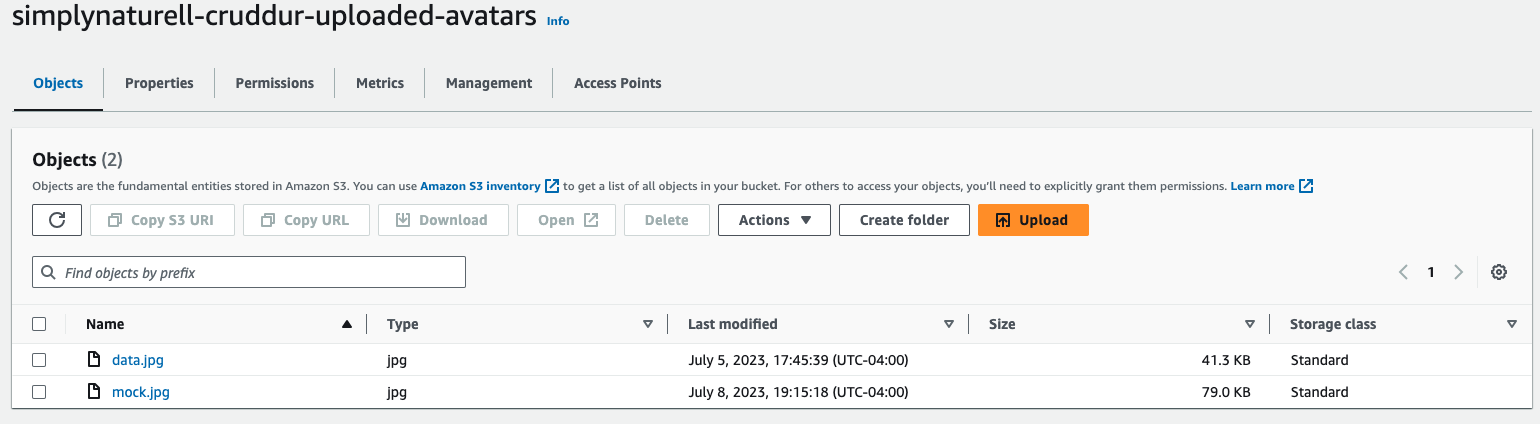 simplynaturell-cruddur-uploaded-avatars Info
Objects Properties Permissions Metrics Management Access Points
Objects (2)
Objects are the fundamental entities stored in Amazon S3. You can use Amazon S3 inventory to get a list of all objects in your bucket. For others to access your objects, you'll need to explicitly grant them permissions. Learn more
Copy S3 URI Copy URL Download Open Delete Actions Create folder Upload
Find objects by prefix 1
Name Type Last modified Size Storage class
data.jpg jpg July 5, 2023, 17:45:39 (UTC-04:00) 41.3 KB Standard
mock.jpg jpg July 8, 2023, 19:15:18 (UTC-04:00) 79.0 KB Standard